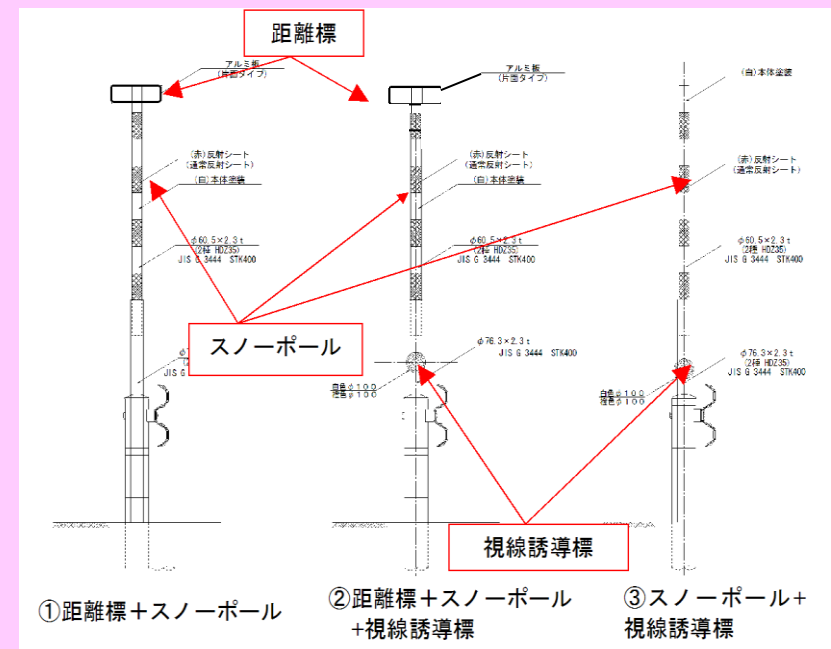 距離標
アルミ板
(片面タイプ)
アルミ板
(片面タイプ)
(白)本体塗装
(赤)反射シート
(通常反射シート)
(白)本体塗装
(赤)反射シート
(通常反射シート)
(白)本体塗装
(赤)反射シート
(通常反射シート)
φ60.5×2.3t
(2種 HDZ35)
JIS G 3444 STK400
φ60.5×2.3t
(2種 HDZ35)
JIS G 3444 STK400
φ60.5×2.3t
(2種 HDZ35)
JIS G 3444 STK400
スノーポール
JIS G
φ76.3×2.3t
JIS G 3444 STK400
φ76.3×2.3t
(2種 HDZ35)
JIS G 3444 STK400
白色φ100
橙色φ100
白色φ100
橙色φ100
視線誘導標
①距離標+スノーポール
②距離標+スノーポール
+視線誘導標
③スノーポール+
視線誘導標